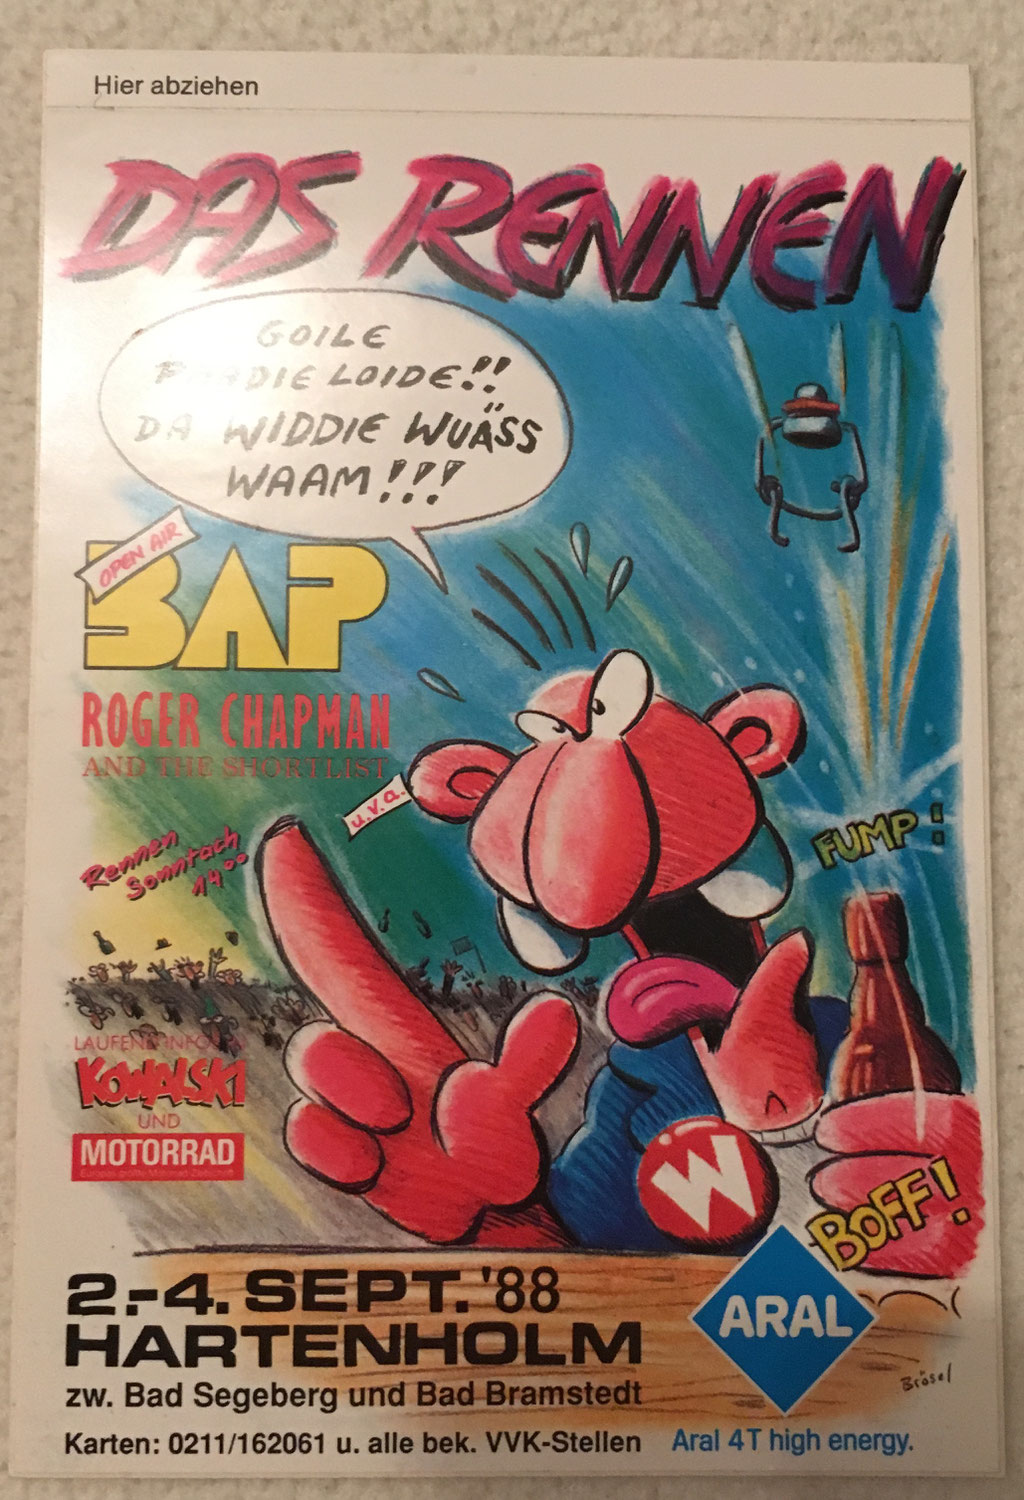 Hier abziehen
DAS RENNEN
GOILE
LOIDE!!
DA WIDDIE WUÄSS
WAAM!!!
OPEN AIR
BAP
ROGER CHAPMAN
AND THE SHORTLIST
u.v.a.
Rennen
Sonntach
14⁰⁰
FUMP!
KOWALSKI
UND
MOTORRAD
W
BOFF!
2.-4. SEPT. '88
HARTENHOLM
ARAL
zw. Bad Segeberg und Bad Bramstedt
Brösel
Karten: 0211/162061 u. alle bek. VVK-Stellen
Aral 4T high energy.